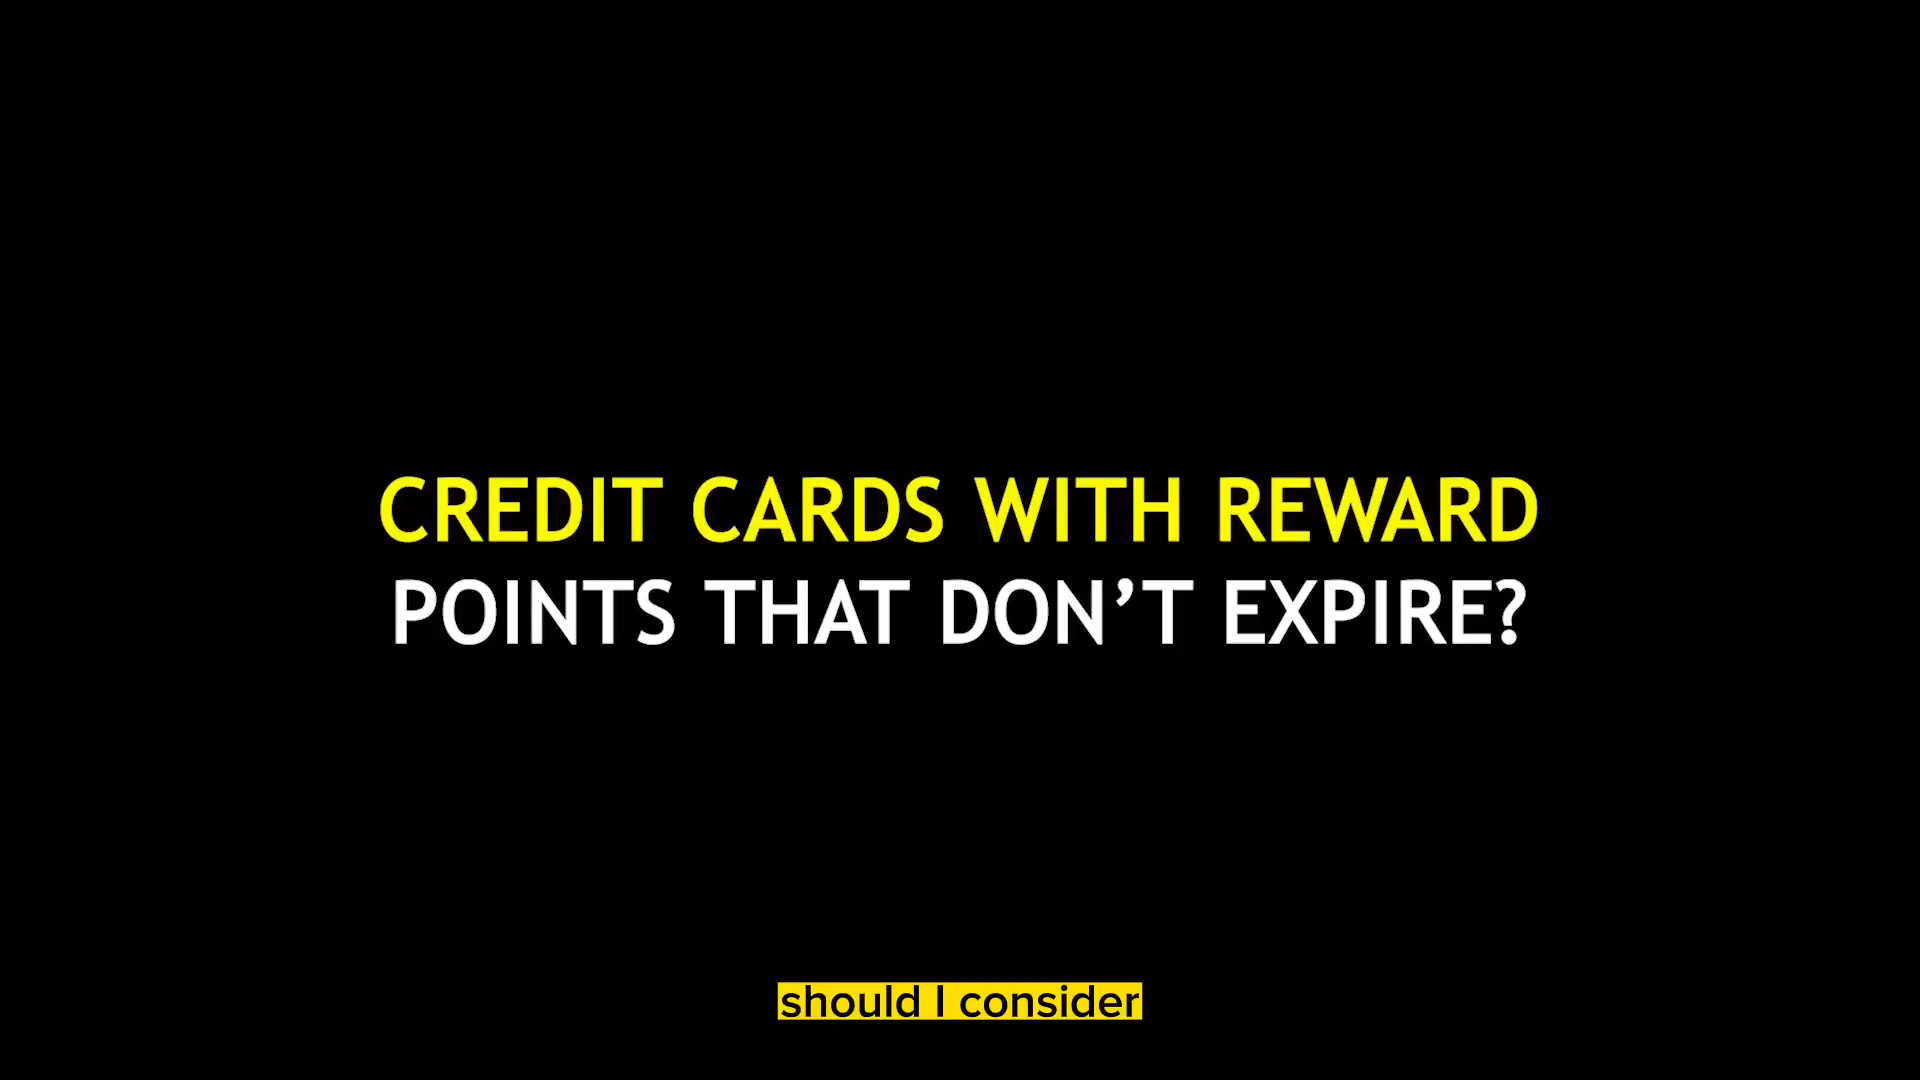 CREDIT CARDS WITH REWARD
POINTS THAT DON’T EXPIRE?
should I consider